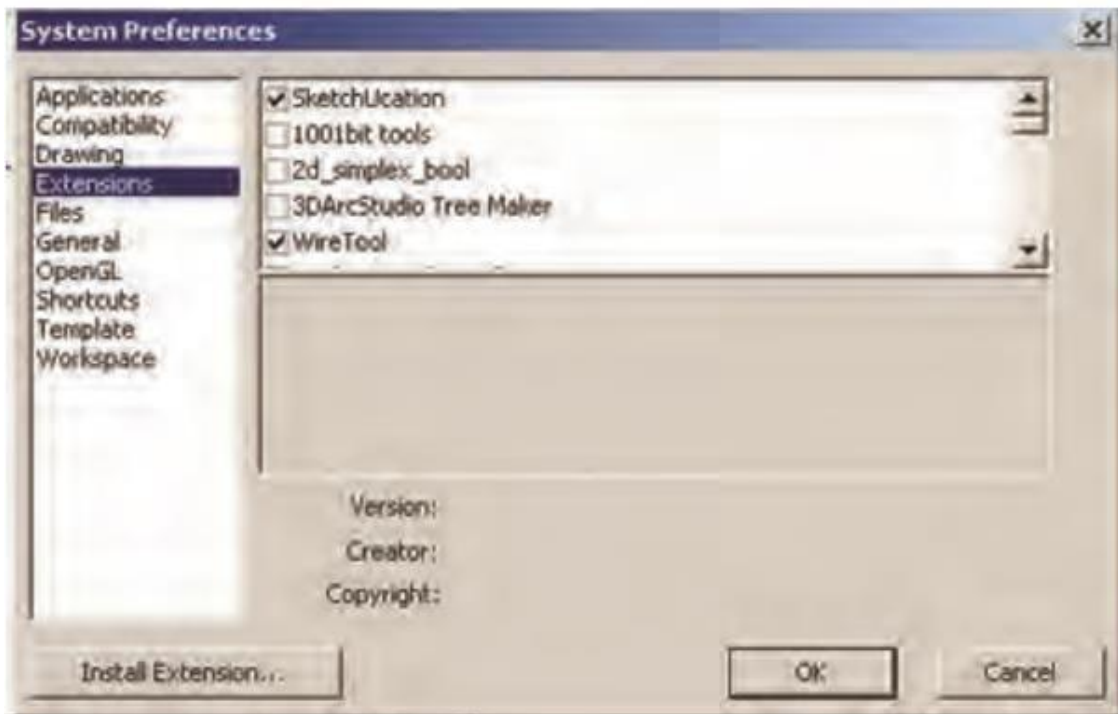 System Preferences
Applications
Compatibility
Drawing
Extensions
Files
General
OpenGL
Shortcuts
Template
Workspace
SketchUcation
1001bit tools
2d_simplex_bool
3DArcStudio Tree Maker
WireTool
Version:
Creator:
Copyright:
Install Extension...
OK
Cancel